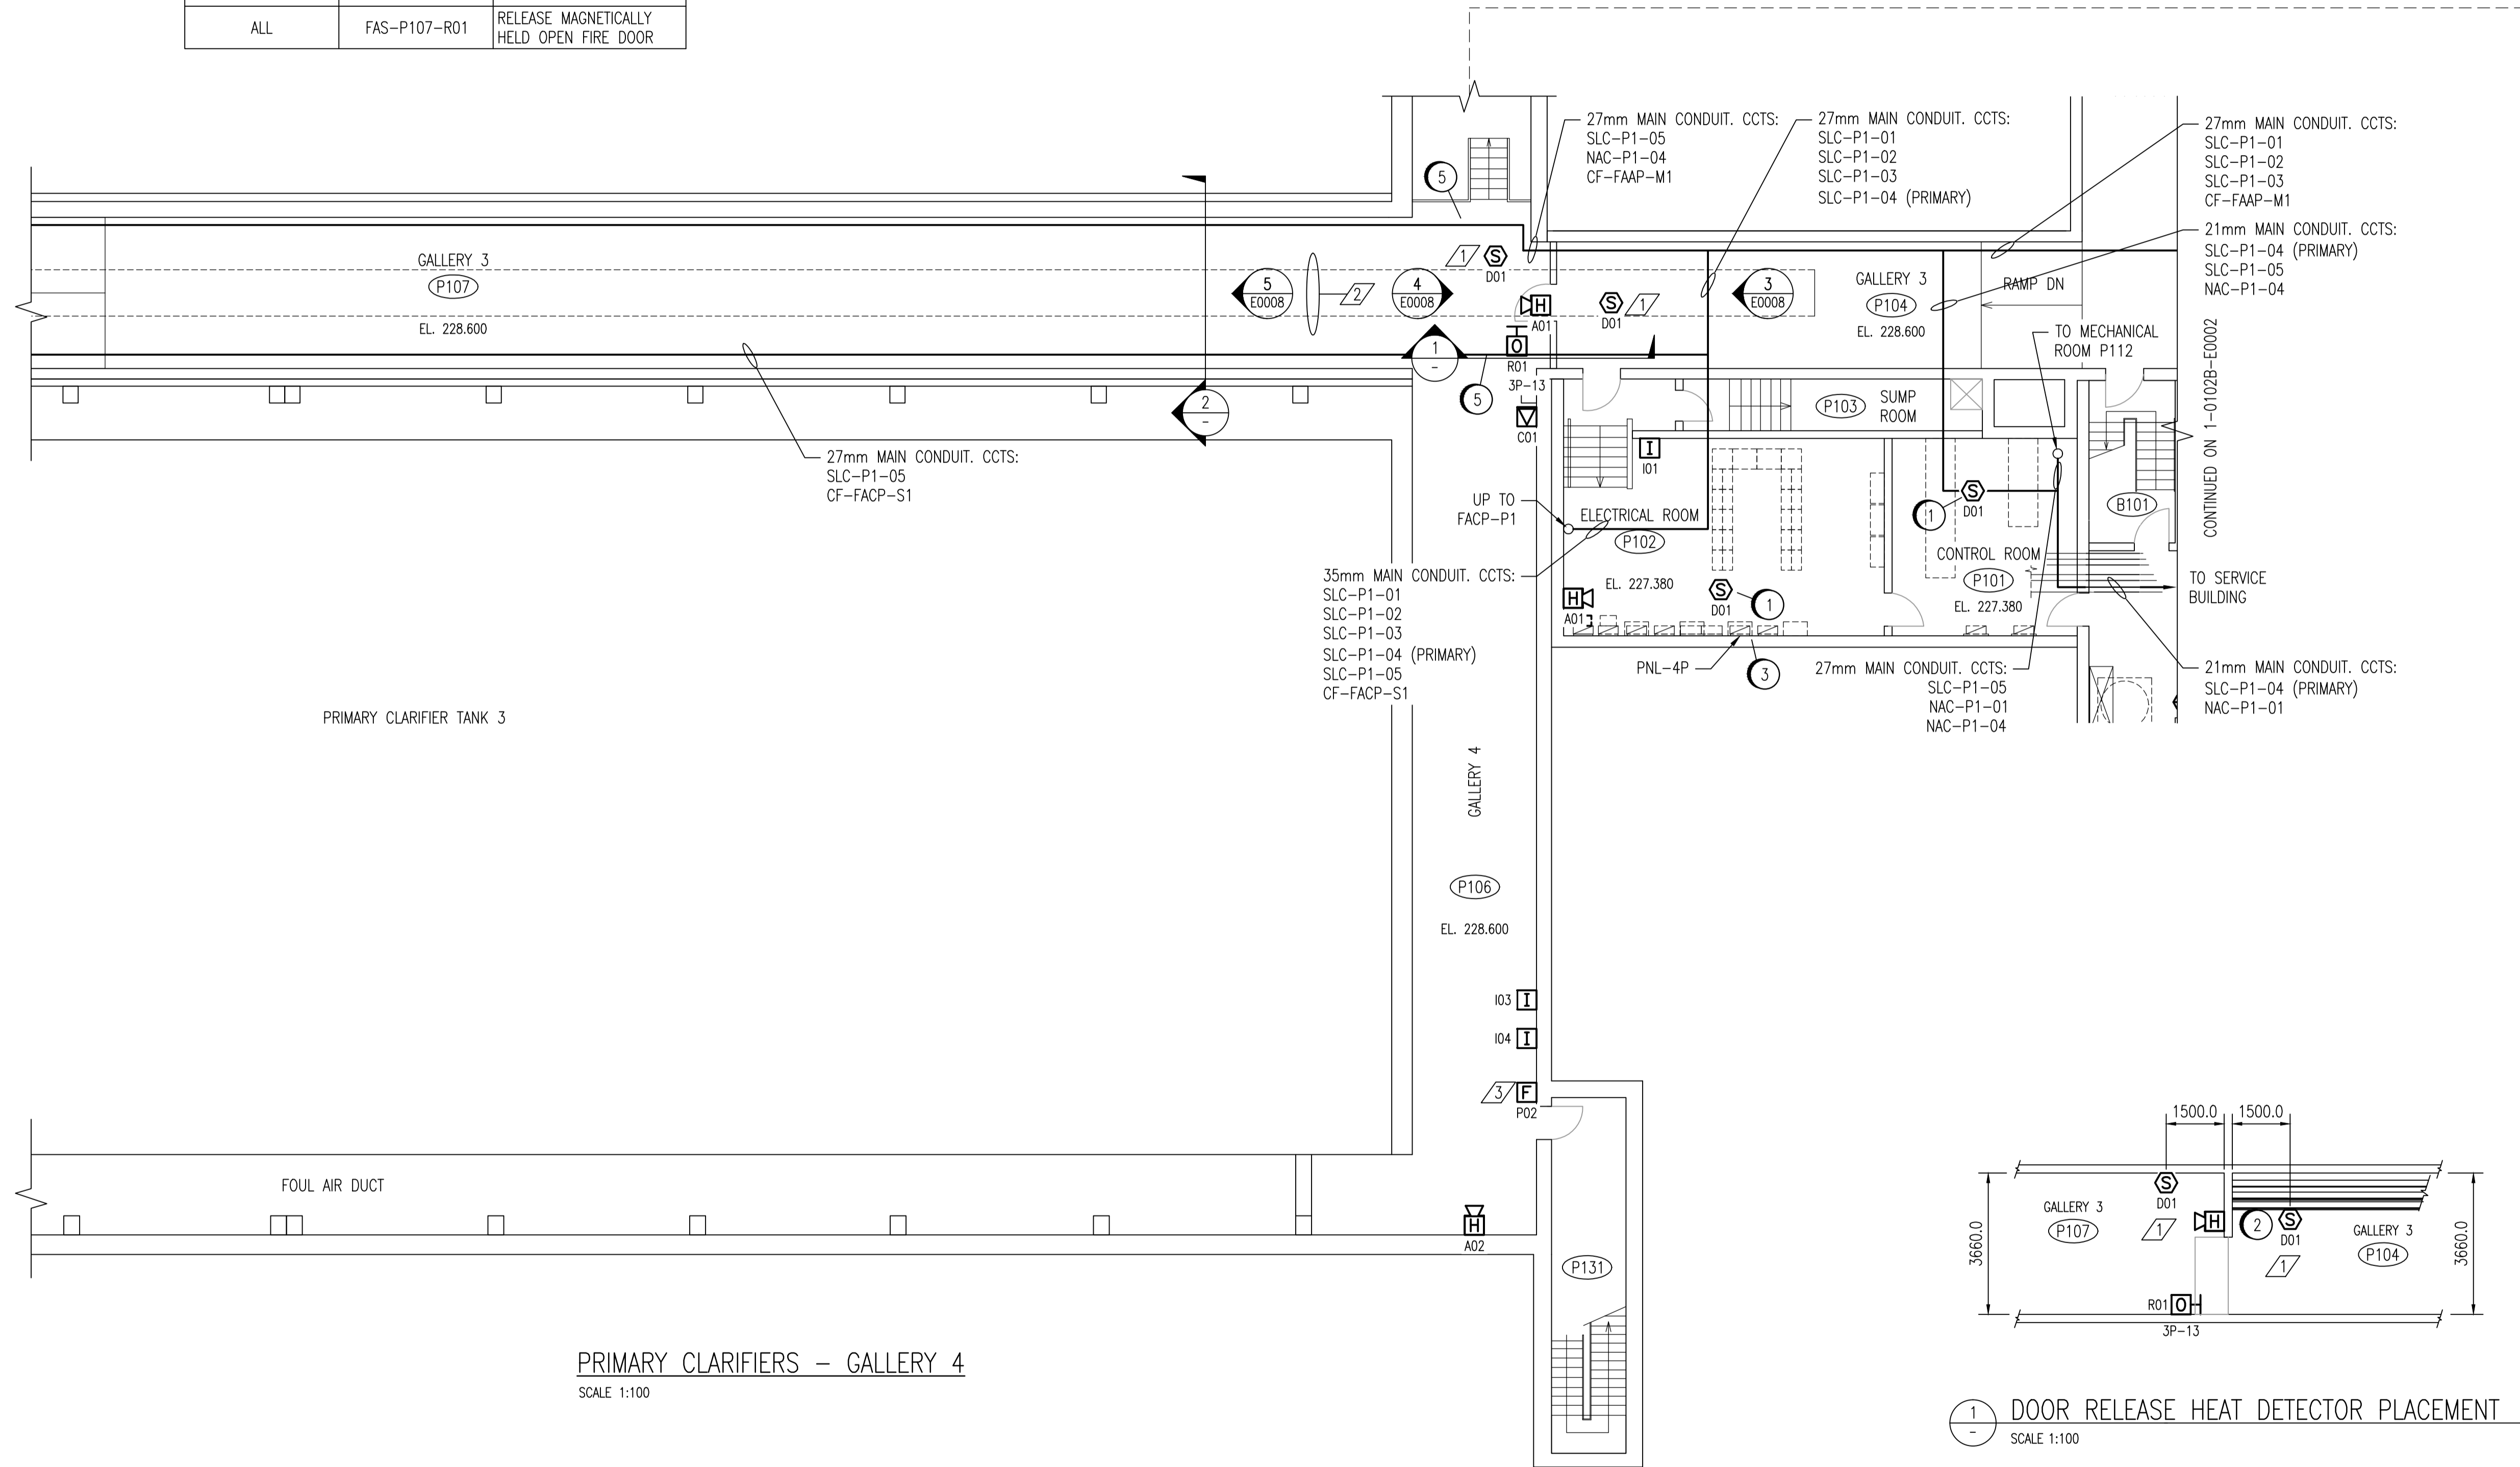 ALL
FAS-P107-R01
RELEASE MAGNETICALLY
HELD OPEN FIRE DOOR
27mm MAIN CONDUIT. CCTS:
SLC-P1-05
NAC-P1-04
CF-FAAP-M1
27mm MAIN CONDUIT. CCTS:
SLC-P1-01
SLC-P1-02
SLC-P1-03
SLC-P1-04 (PRIMARY)
27mm MAIN CONDUIT. CCTS:
SLC-P1-01
SLC-P1-02
SLC-P1-03
CF-FAAP-M1
21mm MAIN CONDUIT. CCTS:
SLC-P1-04 (PRIMARY)
SLC-P1-05
NAC-P1-04
5
GALLERY 3
P107
EL. 228.600
5
E0008
2
4
E0008
1
S
D01
H
A01
S
D01
1
3
E0008
GALLERY 3
P104
EL. 228.600
RAMP DN
TO MECHANICAL
ROOM P112
CONTINUED ON 1-0102B-E0002
1
-
O
R01
3P-13
5
C01
2
-
P103
SUMP
ROOM
I
I01
27mm MAIN CONDUIT. CCTS:
SLC-P1-05
CF-FACP-S1
UP TO
FACP-P1
ELECTRICAL ROOM
P102
EL. 227.380
S
D01
1
B101
CONTROL ROOM
P101
EL. 227.380
TO SERVICE
BUILDING
35mm MAIN CONDUIT. CCTS:
SLC-P1-01
SLC-P1-02
SLC-P1-03
SLC-P1-04 (PRIMARY)
SLC-P1-05
CF-FACP-S1
H
A01
S
D01
1
PNL-4P
3
27mm MAIN CONDUIT. CCTS:
SLC-P1-05
NAC-P1-01
NAC-P1-04
21mm MAIN CONDUIT. CCTS:
SLC-P1-04 (PRIMARY)
NAC-P1-01
PRIMARY CLARIFIER TANK 3
GALLERY 4
P106
EL. 228.600
I03 I
I04 I
3 F
P02
FOUL AIR DUCT
H
A02
P131
1500.0 1500.0
3660.0
GALLERY 3
P107
S
D01
1
H
2
S
D01
1
GALLERY 3
P104
3660.0
R01 O
3P-13
PRIMARY CLARIFIERS - GALLERY 4
SCALE 1:100
1
-
DOOR RELEASE HEAT DETECTOR PLACEMENT
SCALE 1:100